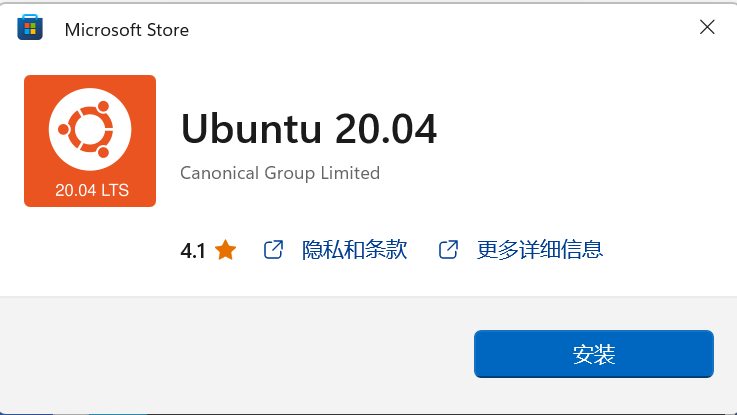 Microsoft Store
Ubuntu 20.04
20.04 LTS
Canonical Group Limited
4.1 隐私和条款 更多详细信息
安装